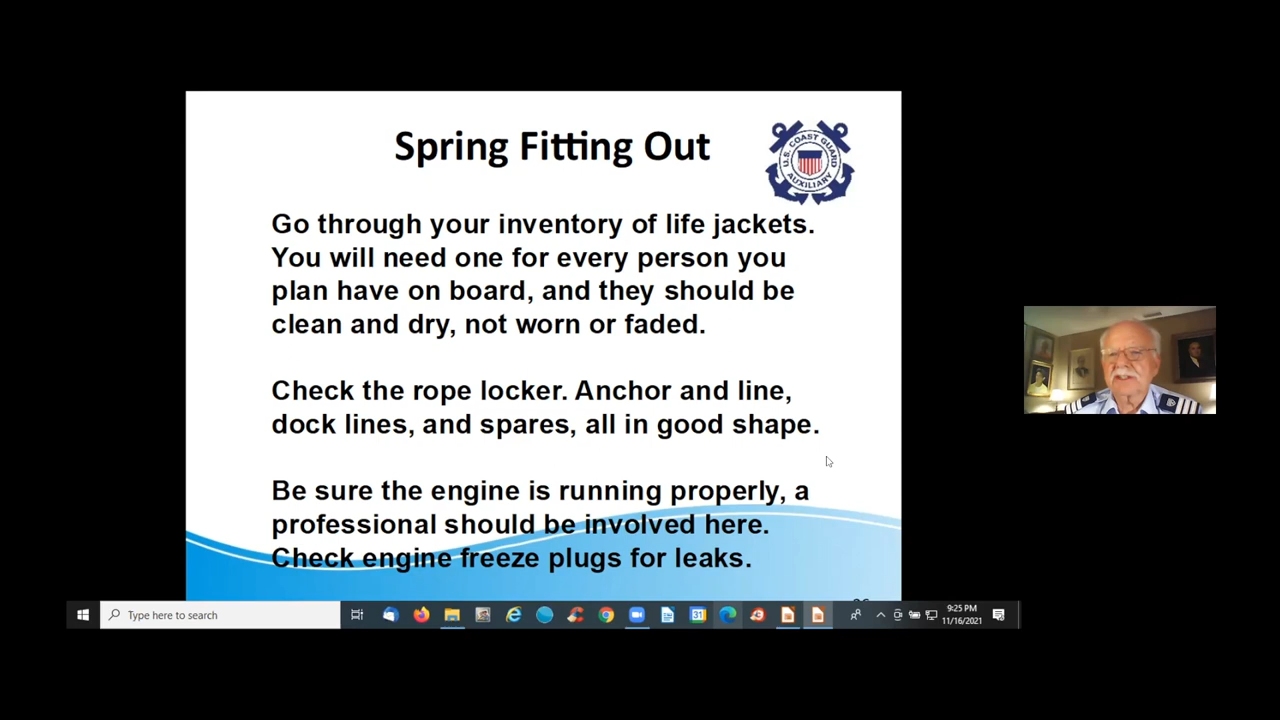 Spring Fitting Out
U.S. COAST GUARD
AUXILIARY
Go through your inventory of life jackets.
You will need one for every person you
plan have on board, and they should be
clean and dry, not worn or faded.
Check the rope locker. Anchor and line,
dock lines, and spares, all in good shape.
Be sure the engine is running properly, a
professional should be involved here.
Check engine freeze plugs for leaks.
Type here to search
31
9:25 PM
11/16/2021